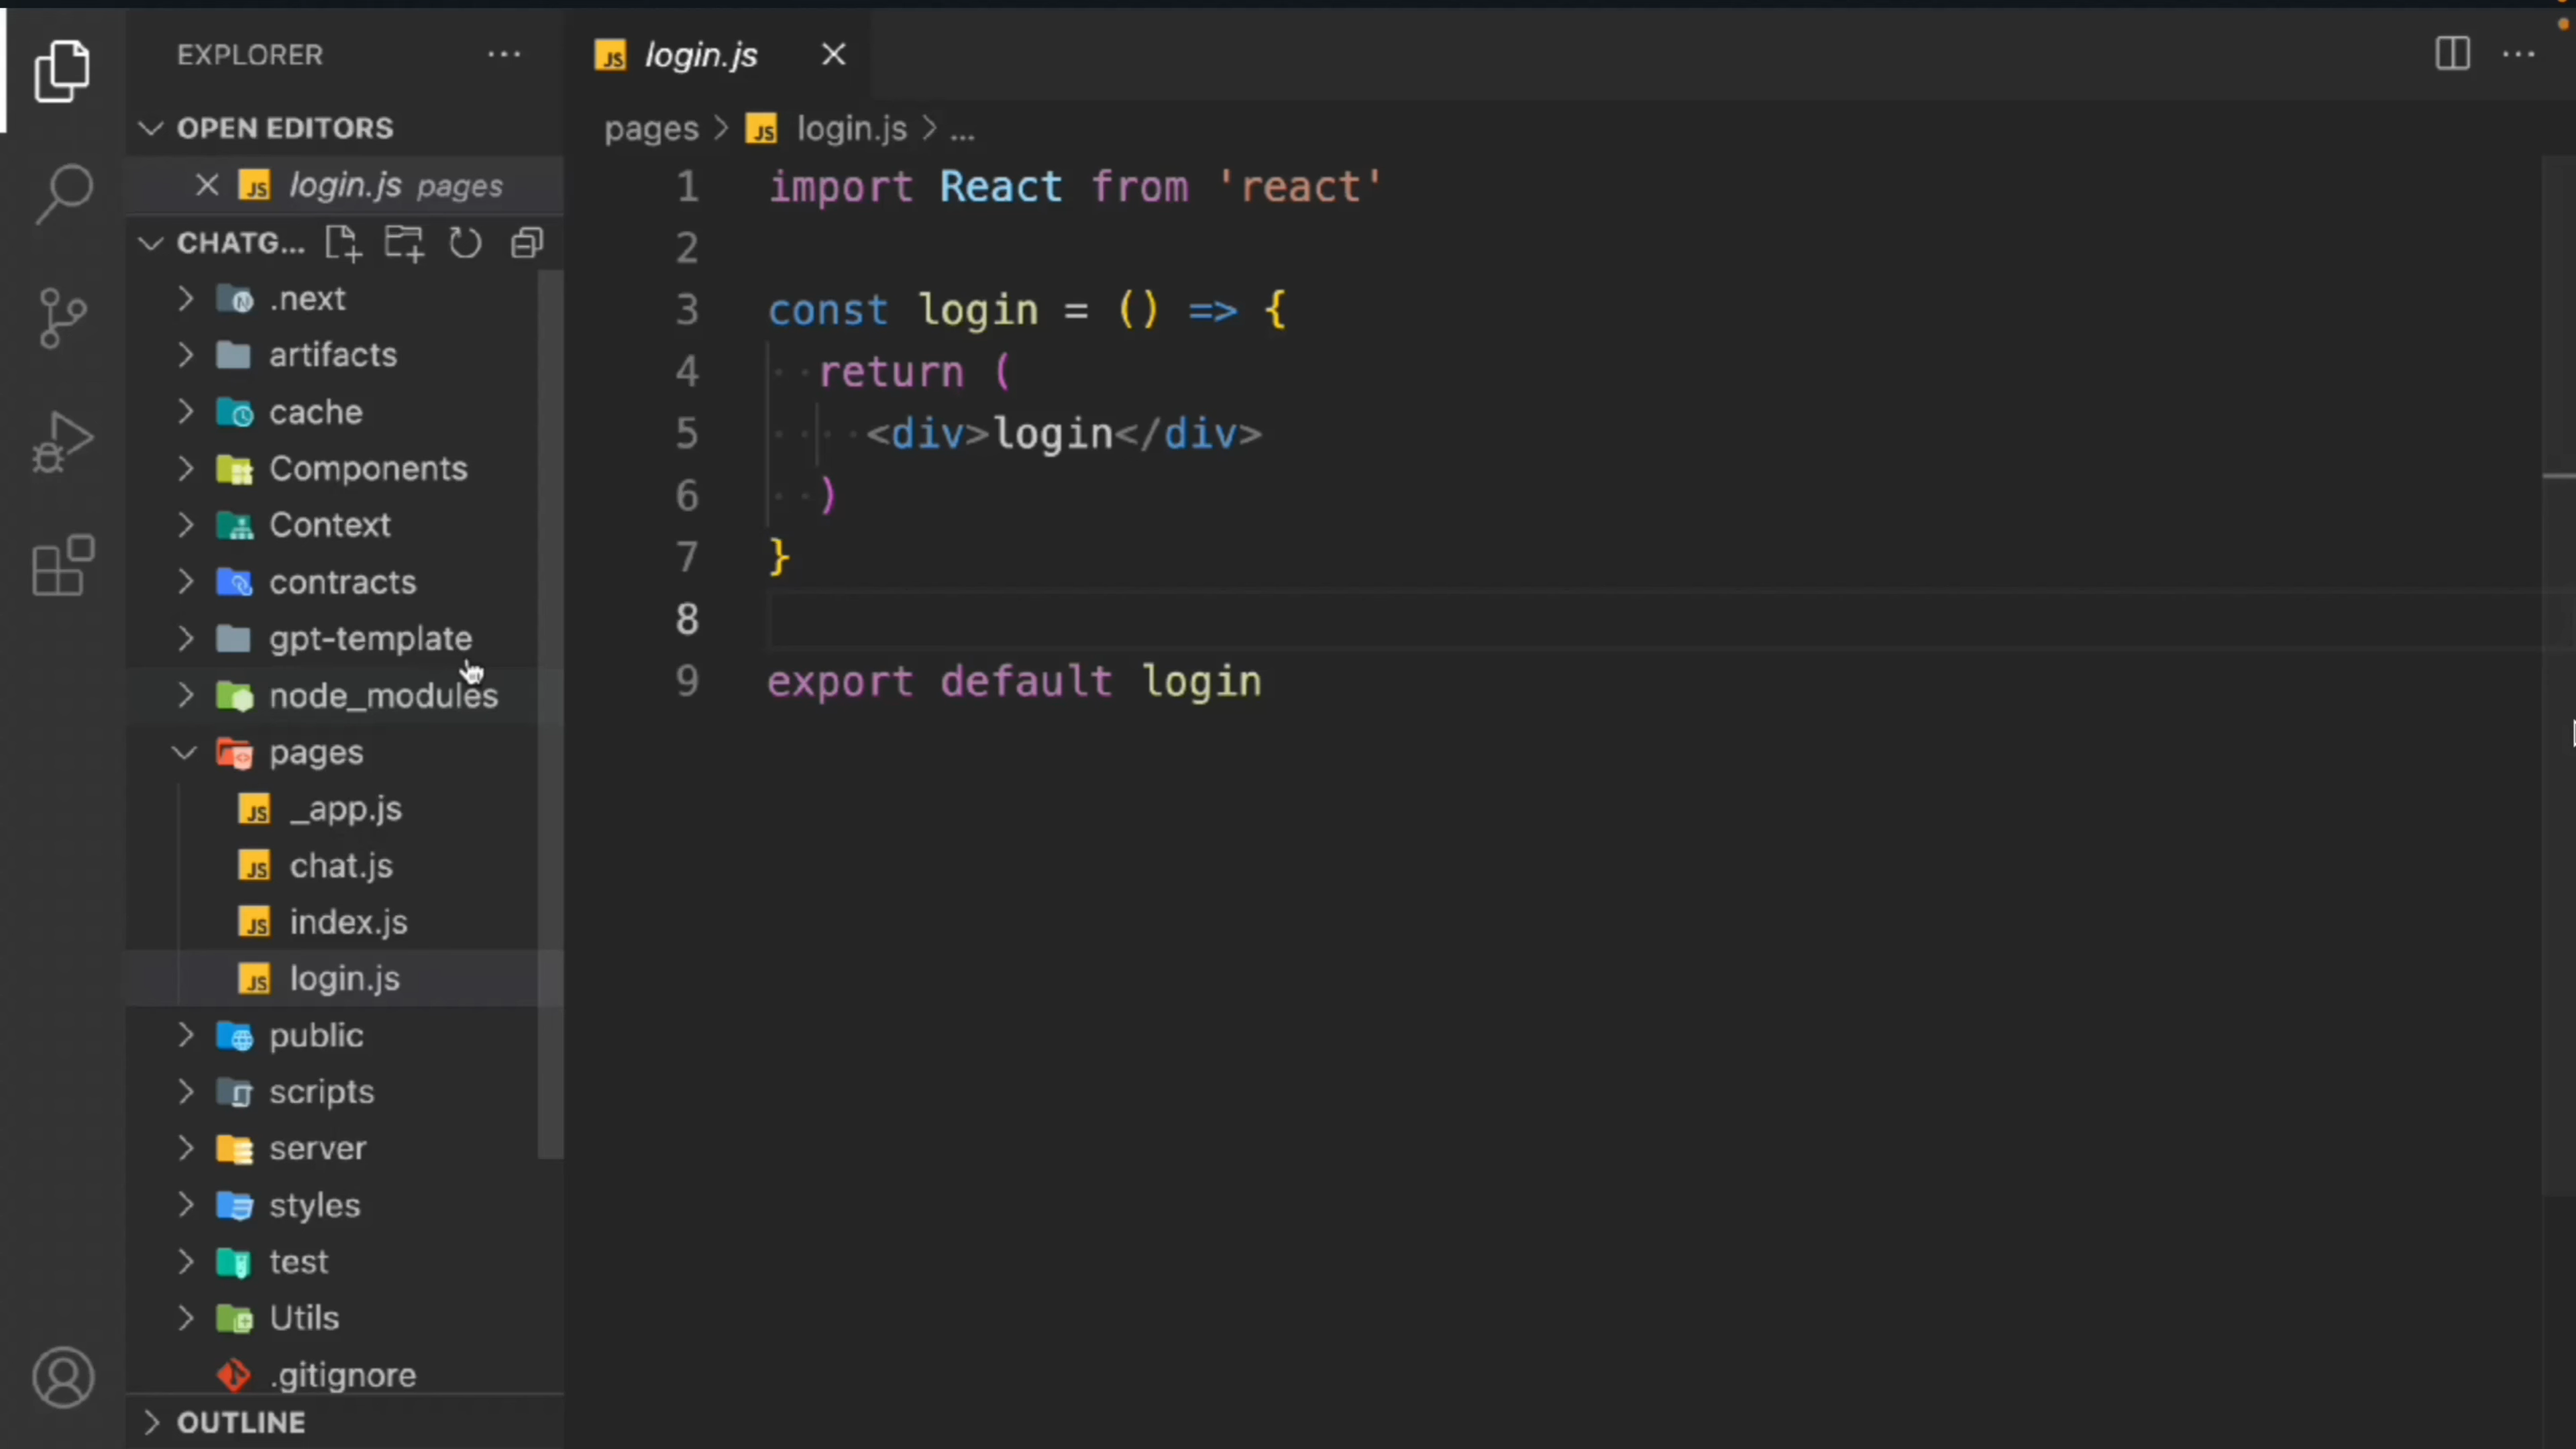 EXPLORER
OPEN EDITORS
login.js pages
CHATG...
.next
artifacts
cache
Components
Context
contracts
gpt-template
node_modules
pages
_app.js
chat.js
index.js
login.js
public
scripts
server
styles
test
Utils
.gitignore
OUTLINE
login.js
pages > login.js > ...
1 import React from 'react'
2
3 const login = () => {
4 return (
5 <div>login</div>
6 )
7 }
8
9 export default login